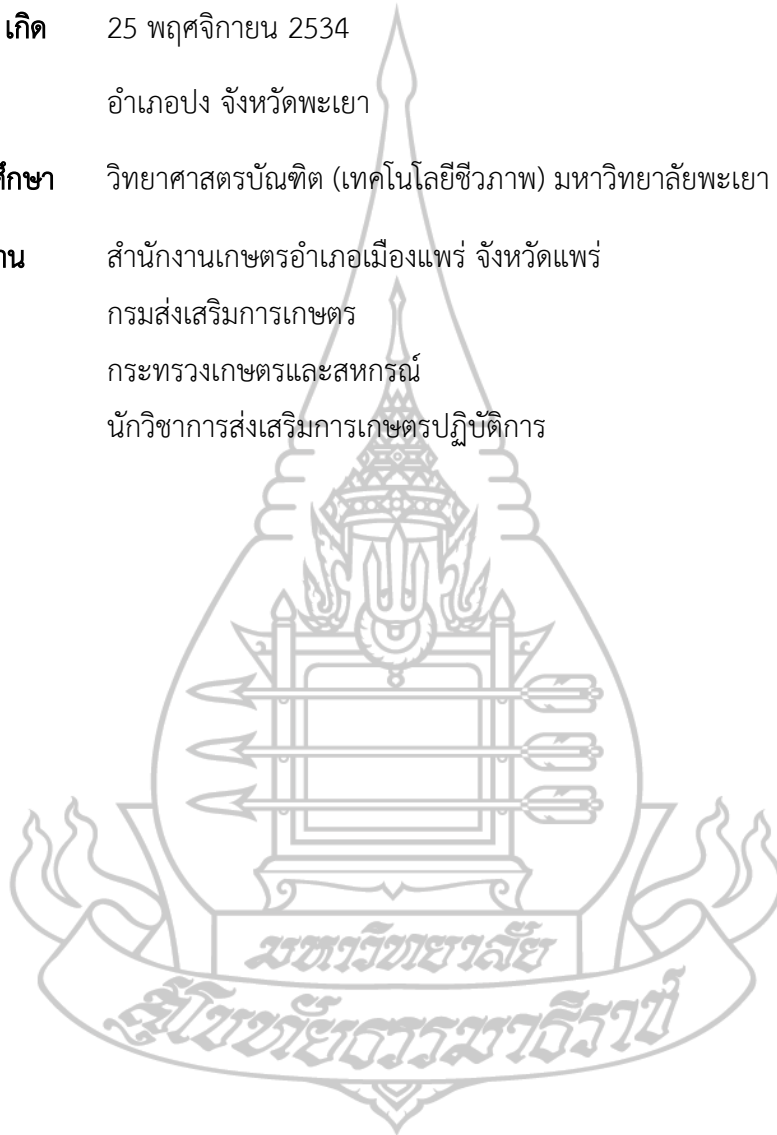 เกิด 25 พฤศจิกายน 2534
อำเภอปง จังหวัดพะเยา
ศึกษา วิทยาศาสตรบัณฑิต (เทคโนโลยีชีวภาพ) มหาวิทยาลัยพะเยา
สำนักงานเกษตรอำเภอเมืองแพร่ จังหวัดแพร่
กรมส่งเสริมการเกษตร
กระทรวงเกษตรและสหกรณ์
นักวิชาการส่งเสริมการเกษตรปฏิบัติการ
มหาวิทยาลัย
สุโขทัยธรรมาธิราช